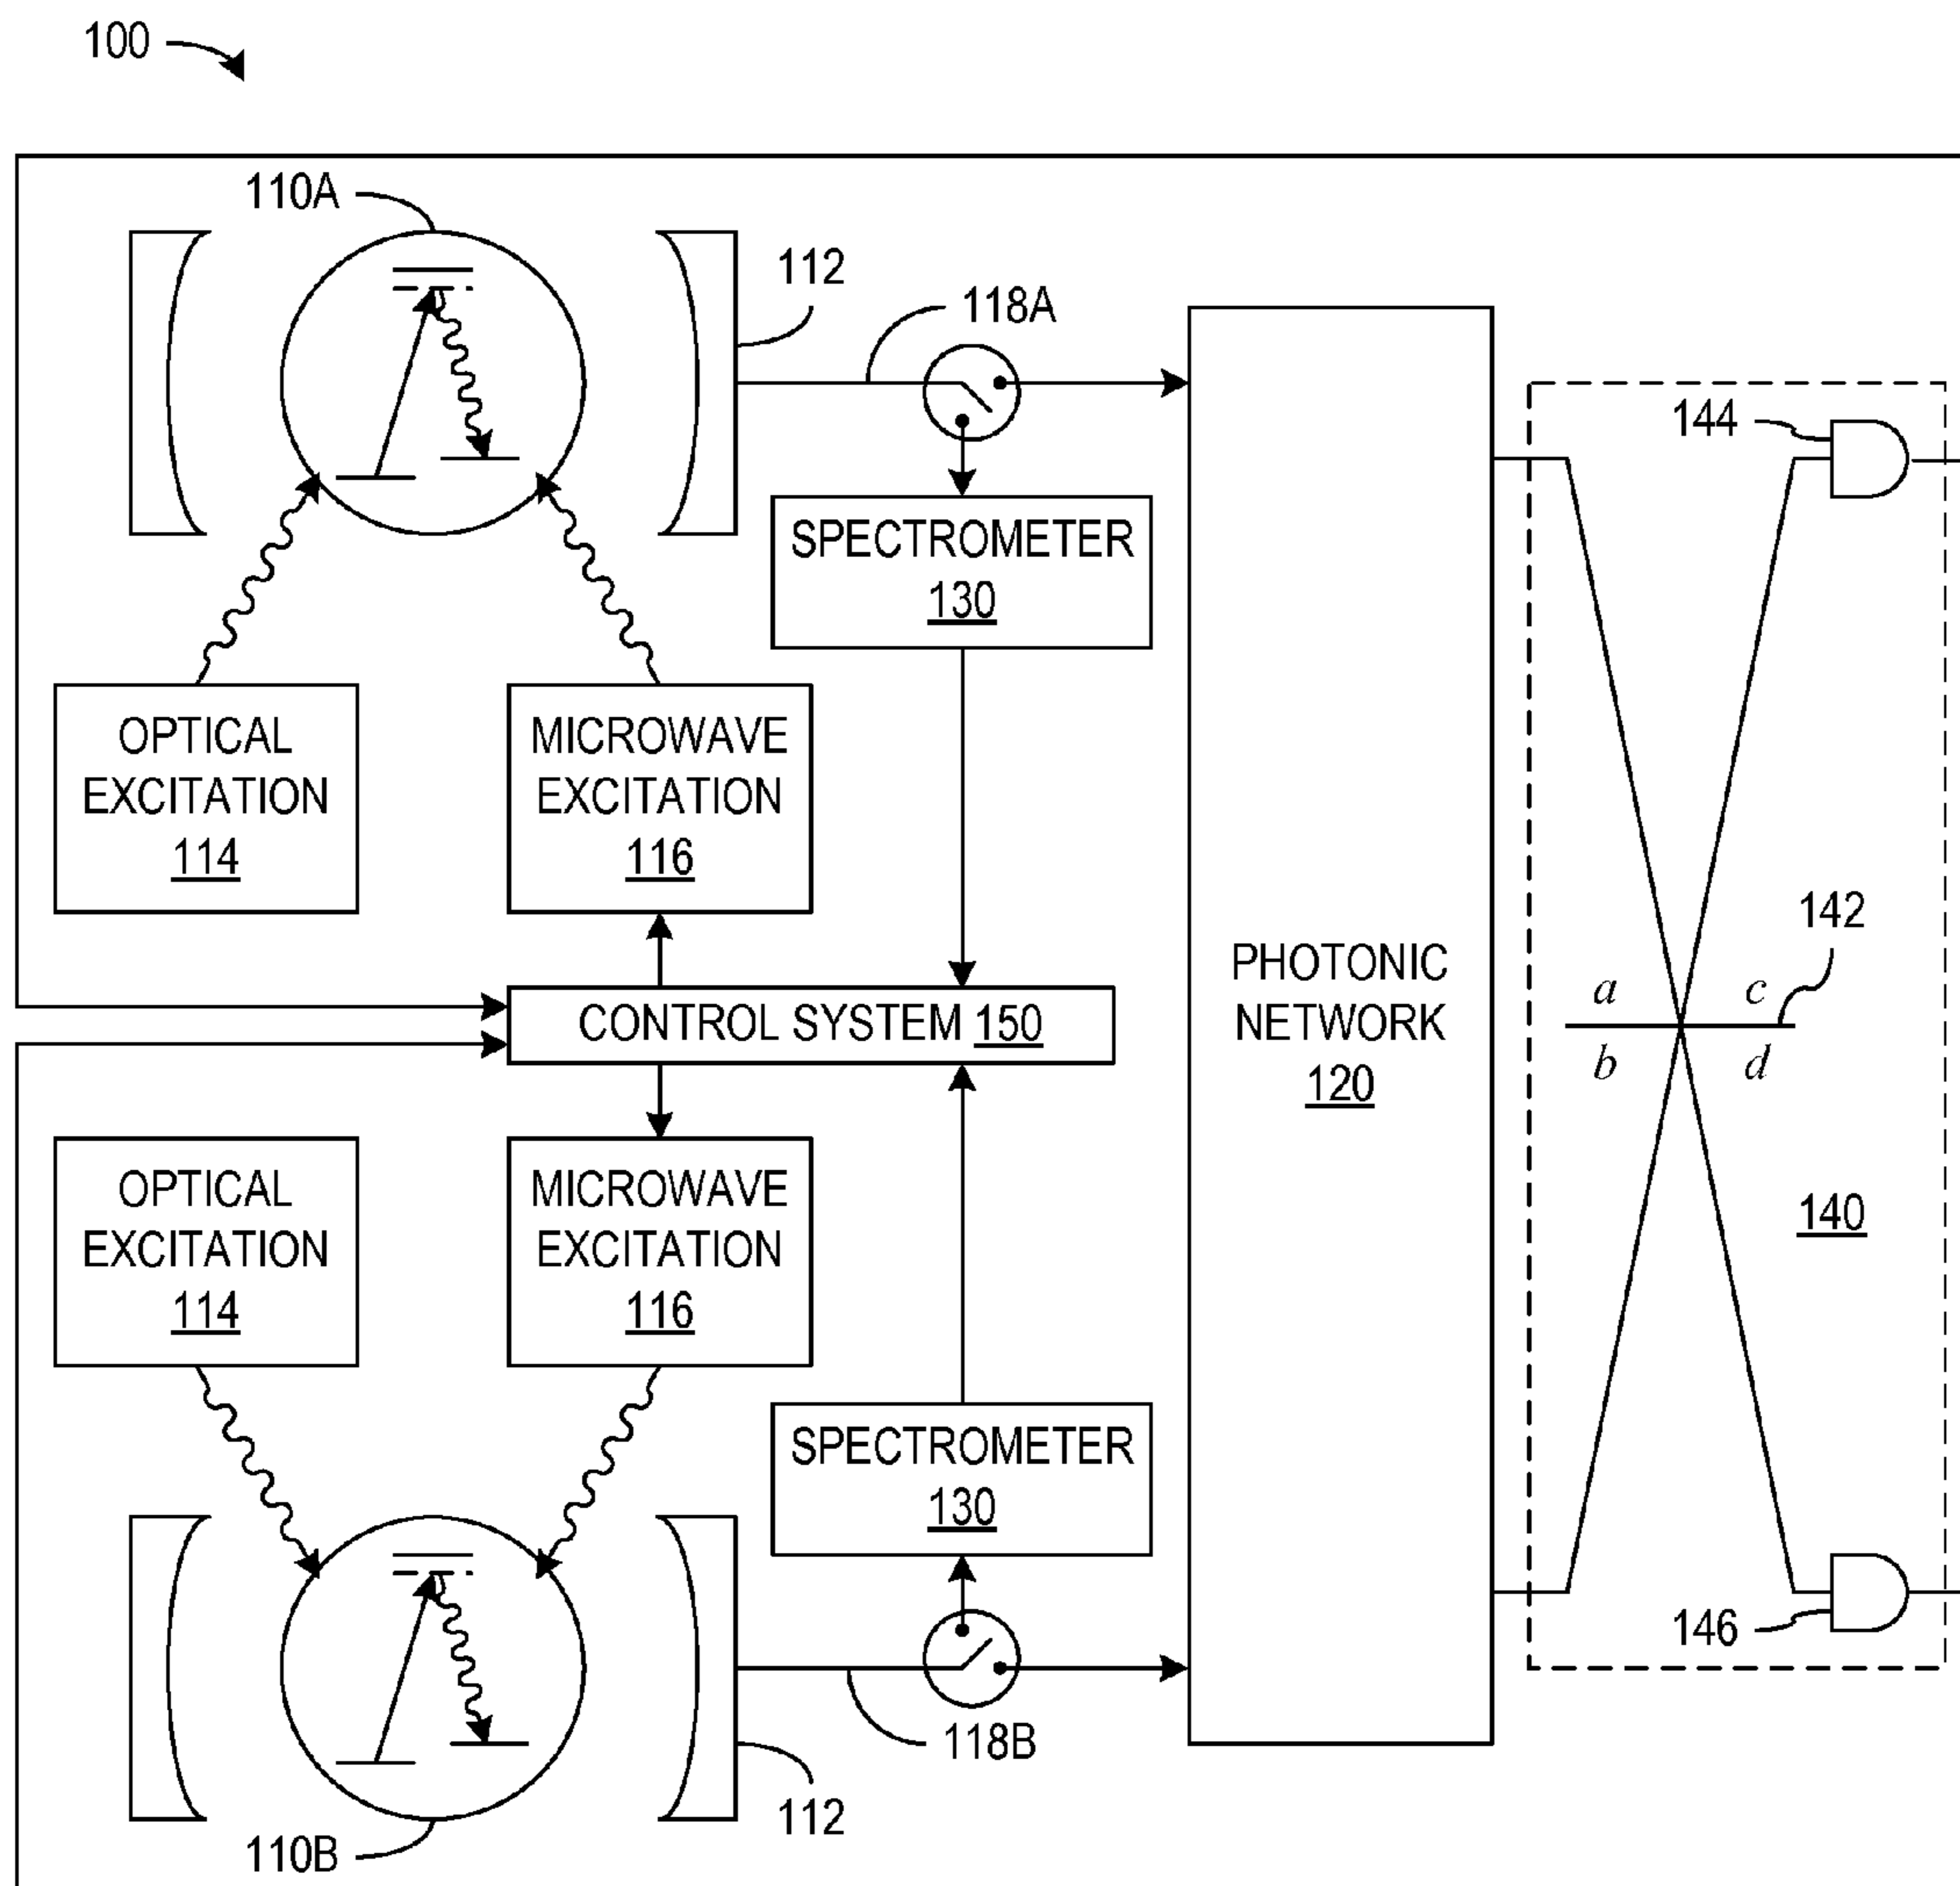 100
110A
112
118A
144
SPECTROMETER
130
OPTICAL
EXCITATION
114
MICROWAVE
EXCITATION
116
142
PHOTONIC
NETWORK
120
a
c
CONTROL SYSTEM 150
b
d
OPTICAL
EXCITATION
114
MICROWAVE
EXCITATION
116
140
SPECTROMETER
130
146
118B
112
110B